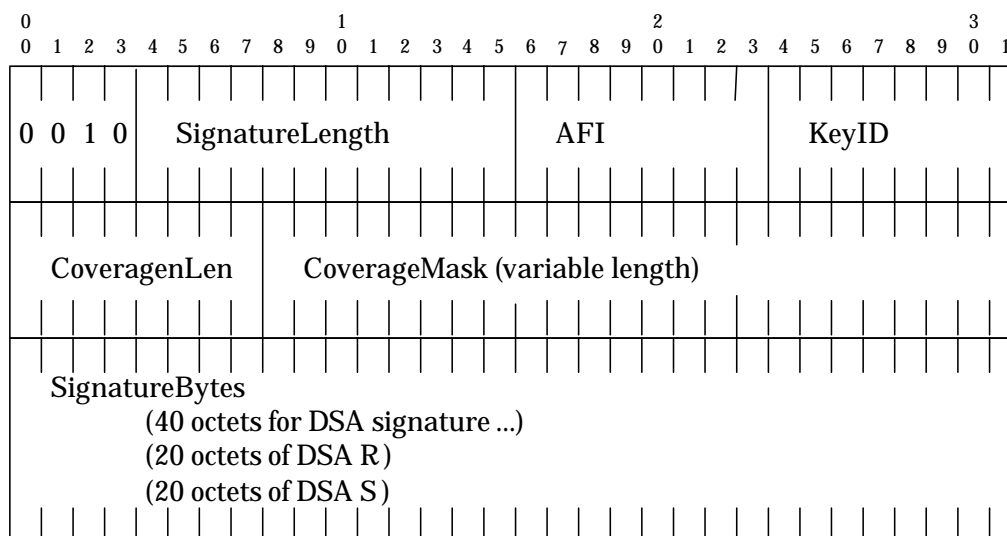 0 1 2 3
0 1 2 3 4 5 6 7 8 9 0 1 2 3 4 5 6 7 8 9 0 1 2 3 4 5 6 7 8 9 0 1
0 0 1 0 SignatureLength AFI KeyID
CoveragenLen CoverageMask (variable length)
SignatureBytes
(40 octets for DSA signature ...)
(20 octets of DSA R)
(20 octets of DSA S)